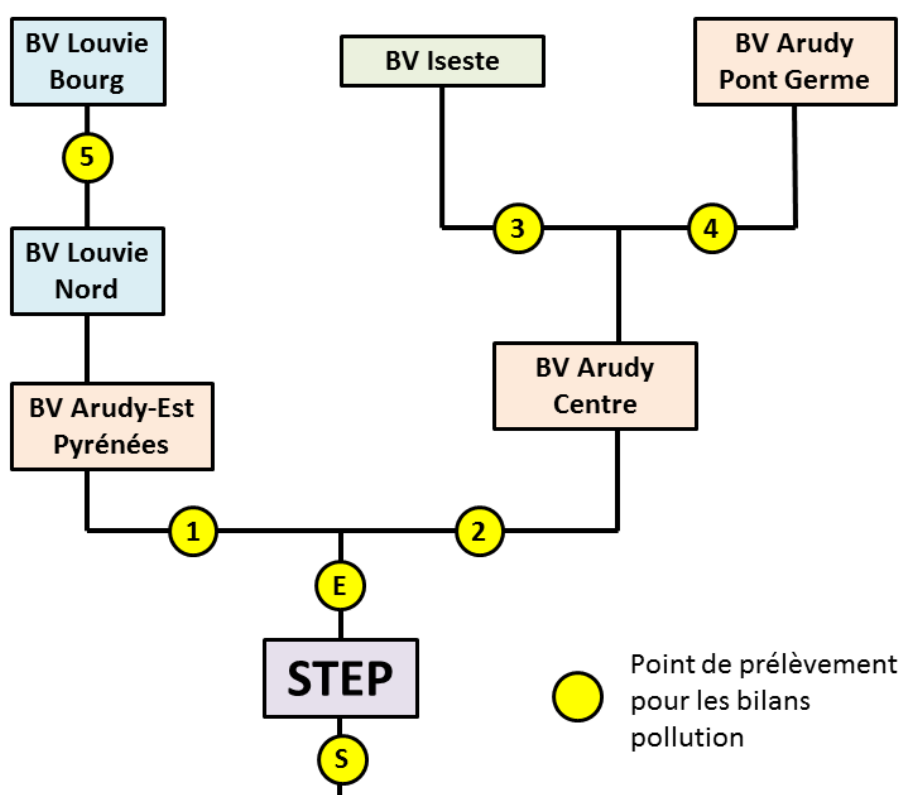 BV Louvie
Bourg
BV Iseste
BV Arudy
Pont Germe
5
3
4
BV Louvie
Nord
BV Arudy
Centre
BV Arudy-Est
Pyrénées
1
2
E
STEP
Point de prélèvement
pour les bilans
pollution
S